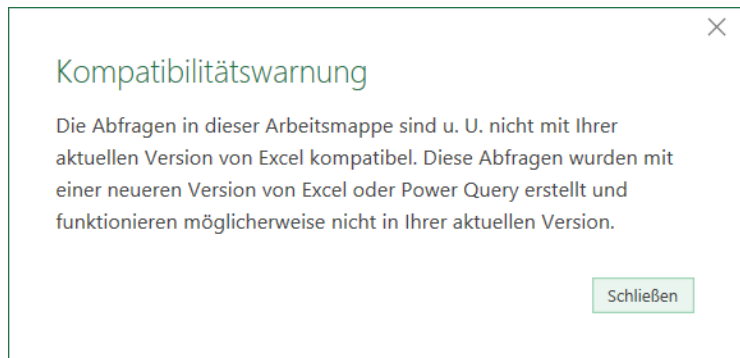 Kompatibilitätswarnung
Die Abfragen in dieser Arbeitsmappe sind u. U. nicht mit Ihrer
aktuellen Version von Excel kompatibel. Diese Abfragen wurden mit
einer neueren Version von Excel oder Power Query erstellt und
funktionieren möglicherweise nicht in Ihrer aktuellen Version.
Schließen